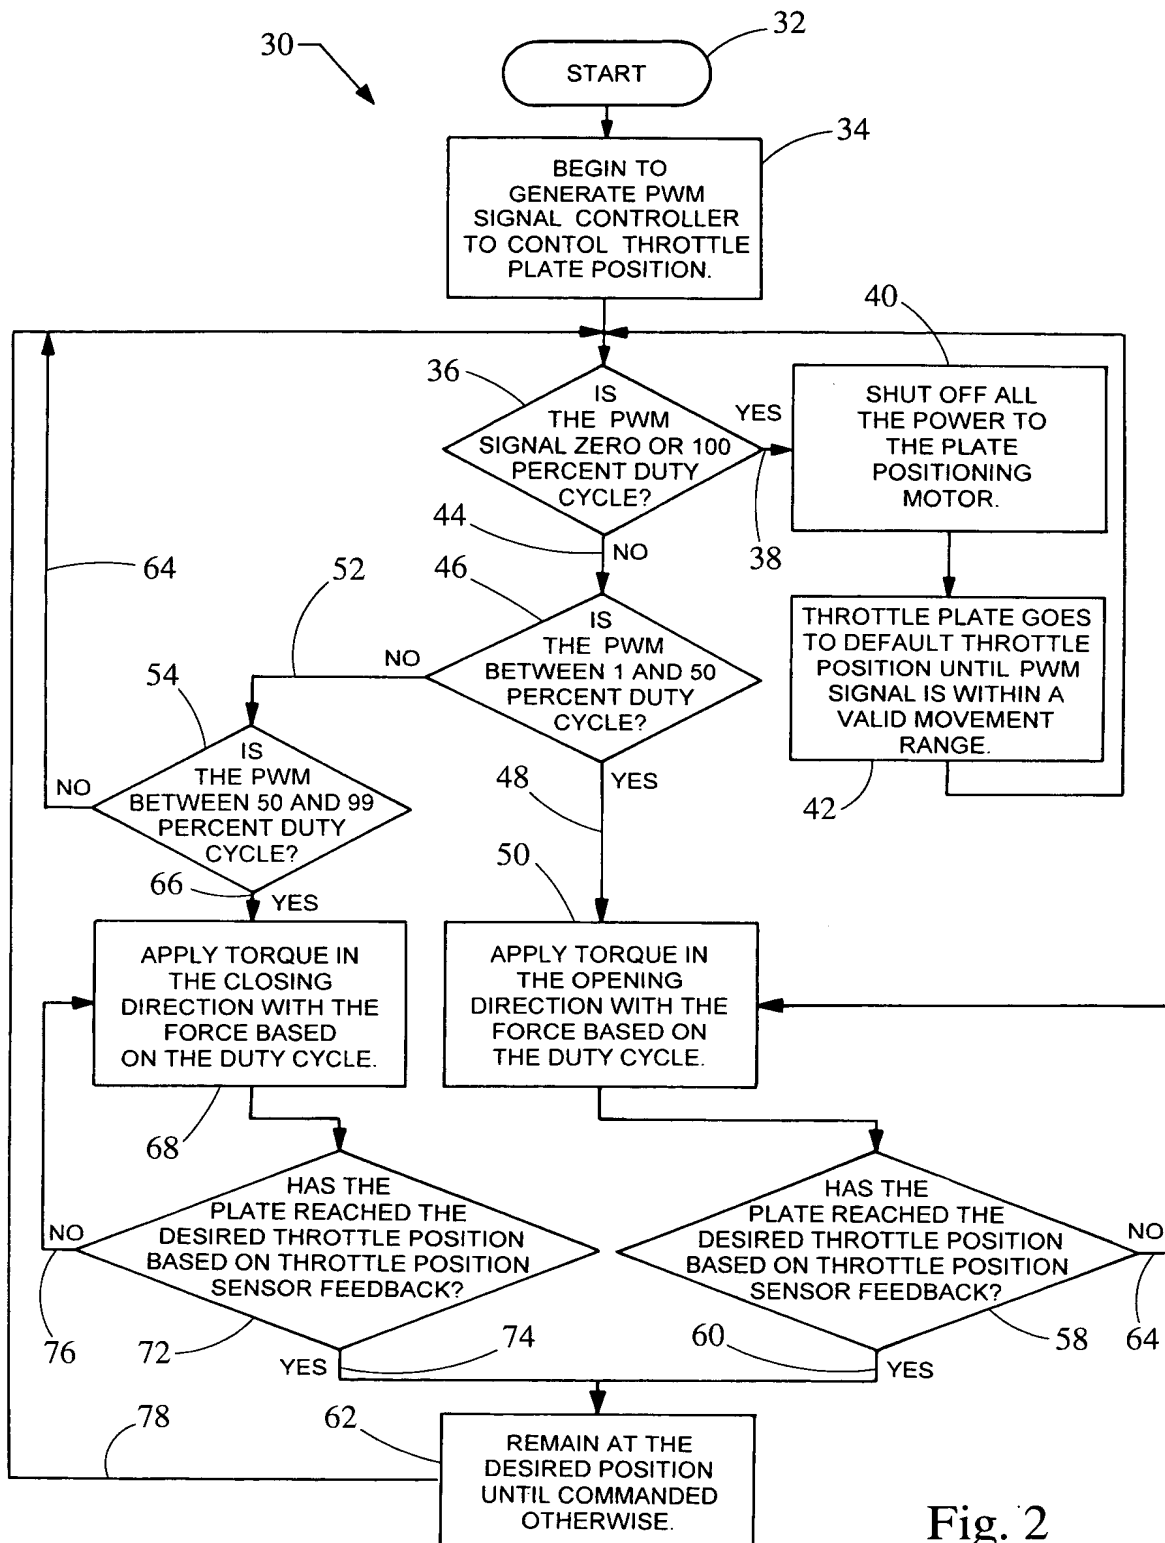 30
32
START
34
BEGIN TO
GENERATE PWM
SIGNAL CONTROLLER
TO CONTOL THROTTLE
PLATE POSITION.
36
IS
THE PWM
SIGNAL ZERO OR 100
PERCENT DUTY
CYCLE?
YES
38
40
SHUT OFF ALL
THE POWER TO
THE PLATE
POSITIONING
MOTOR.
44
NO
THROTTLE PLATE GOES
TO DEFAULT THROTTLE
POSITION UNTIL PWM
SIGNAL IS WITHIN A
VALID MOVEMENT
RANGE.
42
46
IS
THE PWM
BETWEEN 1 AND 50
PERCENT DUTY
CYCLE?
NO
52
64
YES
48
54
IS
THE PWM
BETWEEN 50 AND 99
PERCENT DUTY
CYCLE?
NO
66
YES
50
APPLY TORQUE IN
THE CLOSING
DIRECTION WITH THE
FORCE BASED
ON THE DUTY CYCLE.
68
APPLY TORQUE IN
THE OPENING
DIRECTION WITH THE
FORCE BASED ON
THE DUTY CYCLE.
HAS THE
PLATE REACHED THE
DESIRED THROTTLE POSITION
BASED ON THROTTLE POSITION
SENSOR FEEDBACK?
NO
76
72
YES
74
HAS THE
PLATE REACHED THE
DESIRED THROTTLE POSITION
BASED ON THROTTLE POSITION
SENSOR FEEDBACK?
NO
64
58
60
YES
78
62
REMAIN AT THE
DESIRED POSITION
UNTIL COMMANDED
OTHERWISE.
Fig. 2